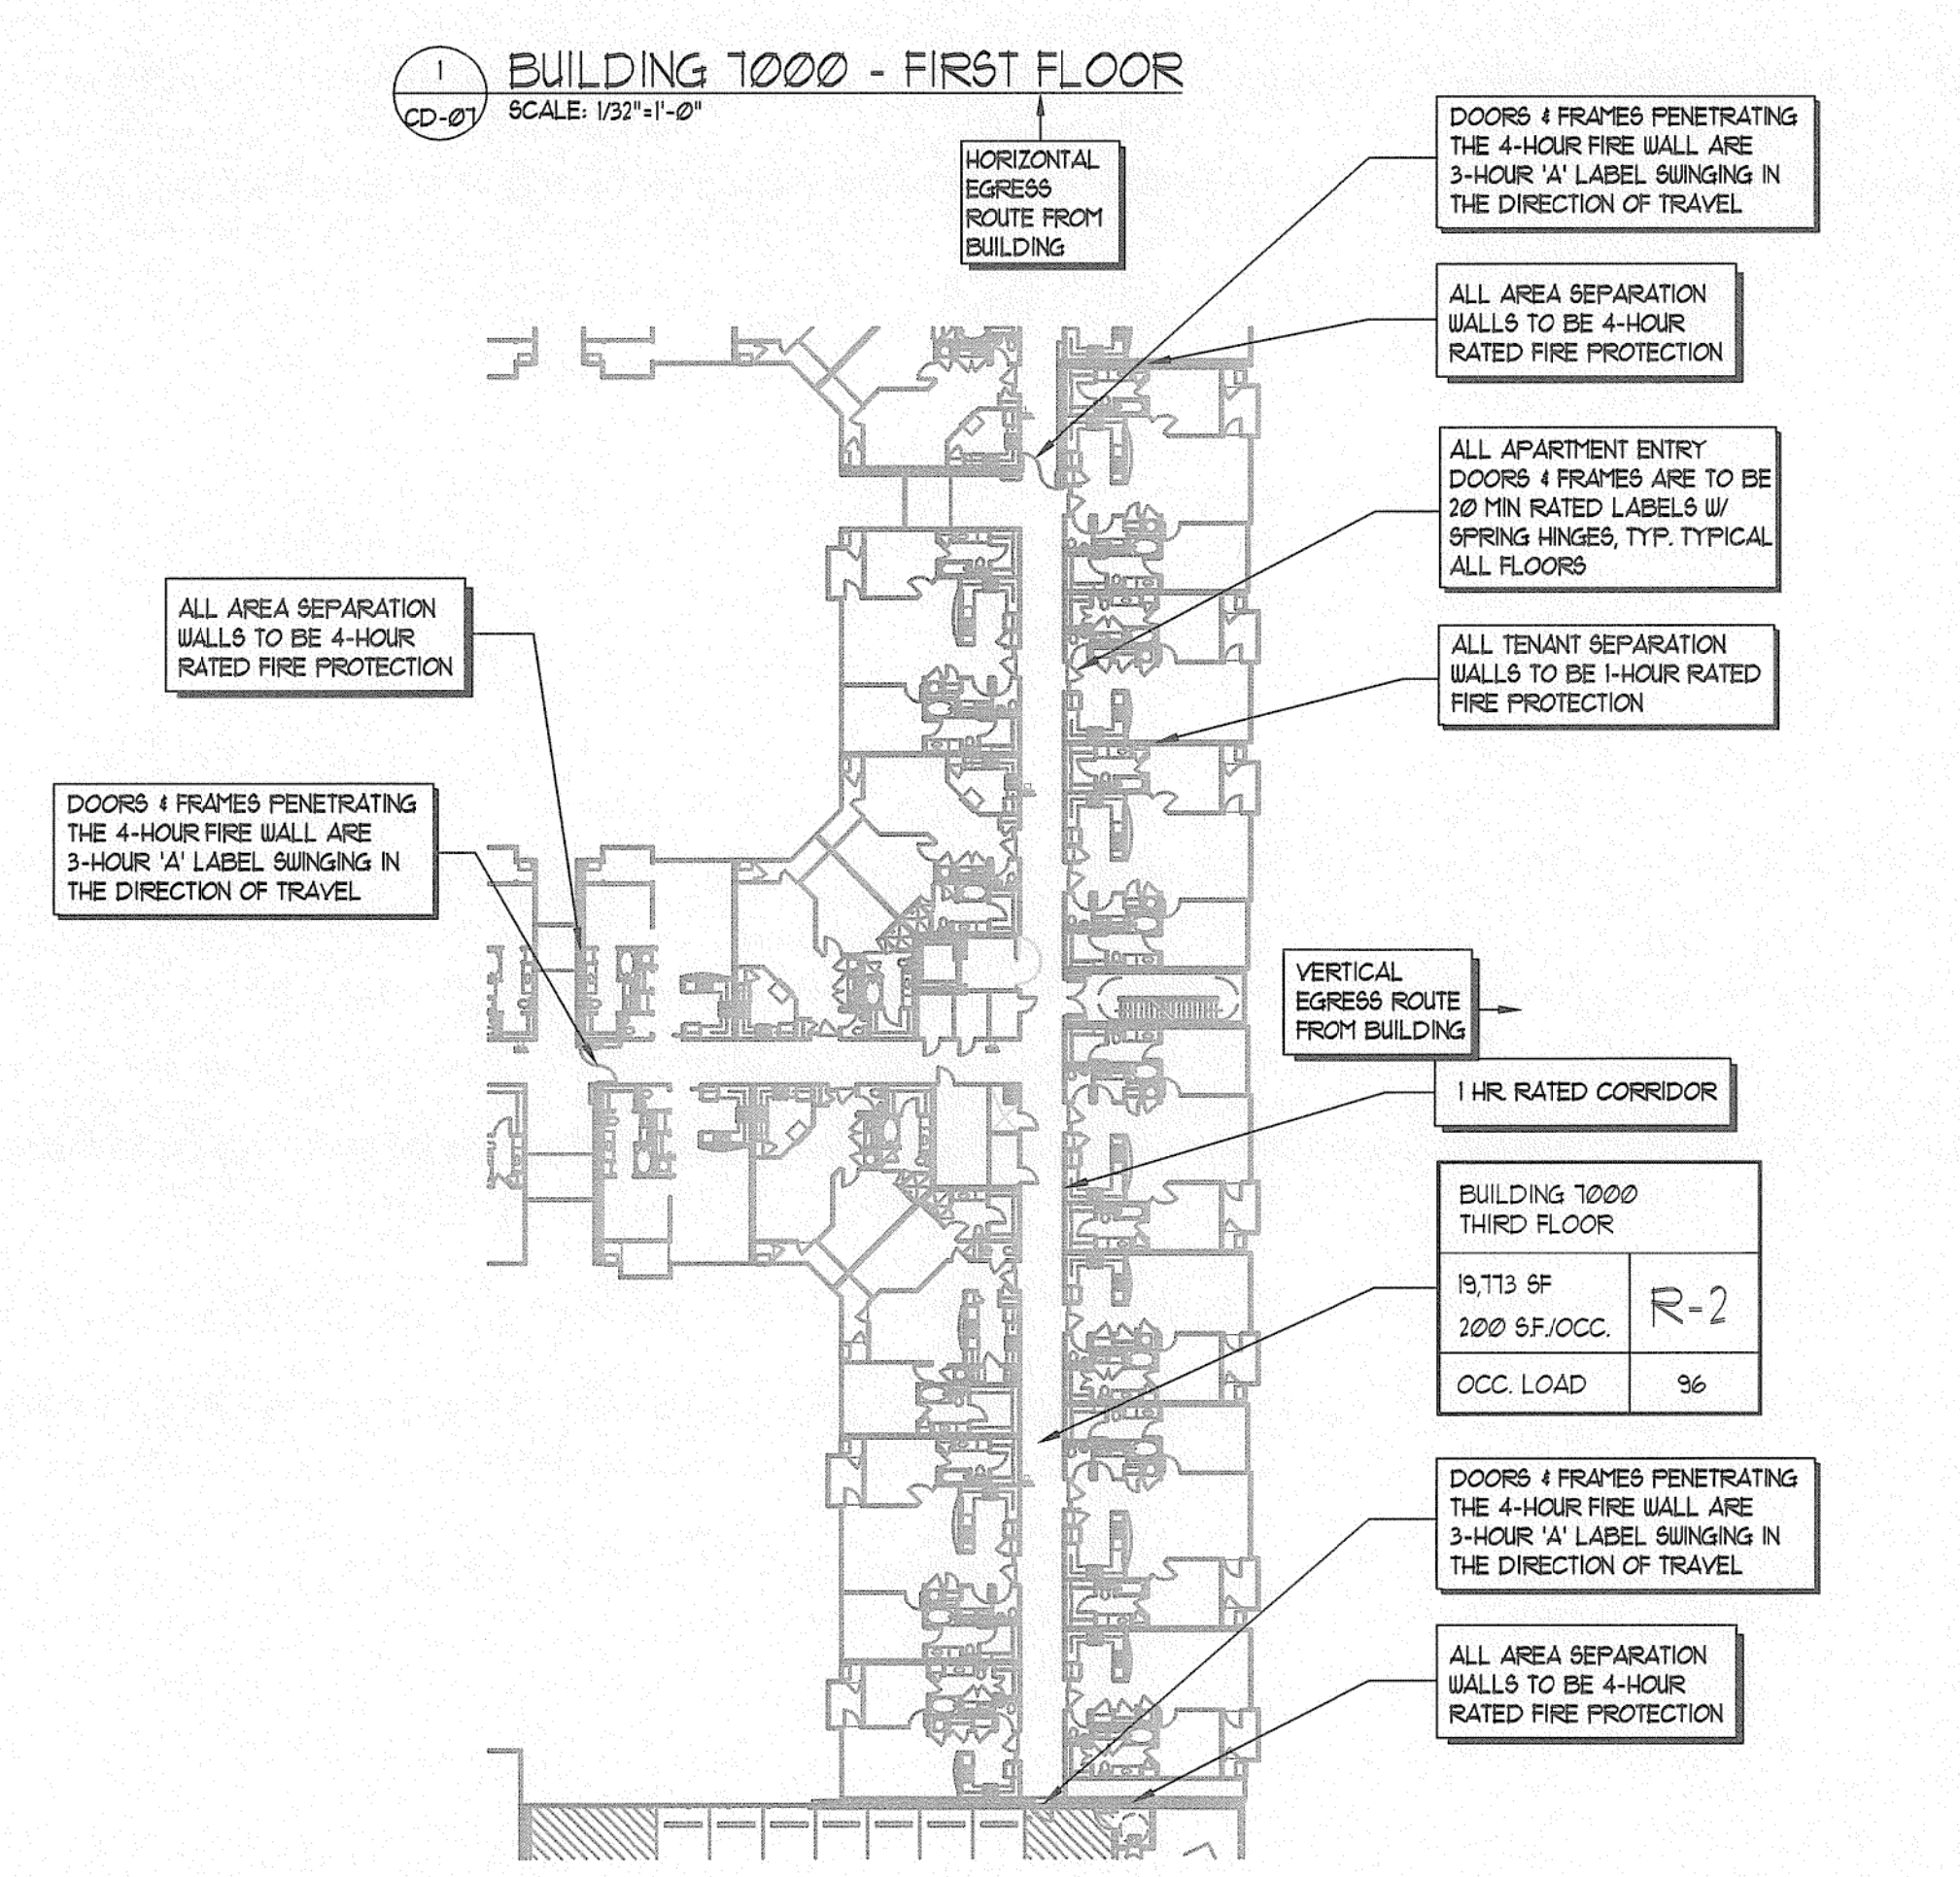 1
CD-07
BUILDING 7000 - FIRST FLOOR
SCALE: 1/32"=1'-0"
HORIZONTAL
EGRESS
ROUTE FROM
BUILDING
DOORS & FRAMES PENETRATING
THE 4-HOUR FIRE WALL ARE
3-HOUR 'A' LABEL SWINGING IN
THE DIRECTION OF TRAVEL
ALL AREA SEPARATION
WALLS TO BE 4-HOUR
RATED FIRE PROTECTION
ALL APARTMENT ENTRY
DOORS & FRAMES ARE TO BE
20 MIN RATED LABELS W/
SPRING HINGES, TYP. TYPICAL
ALL FLOORS
ALL TENANT SEPARATION
WALLS TO BE 1-HOUR RATED
FIRE PROTECTION
ALL AREA SEPARATION
WALLS TO BE 4-HOUR
RATED FIRE PROTECTION
DOORS & FRAMES PENETRATING
THE 4-HOUR FIRE WALL ARE
3-HOUR 'A' LABEL SWINGING IN
THE DIRECTION OF TRAVEL
VERTICAL
EGRESS ROUTE
FROM BUILDING
1 HR. RATED CORRIDOR
BUILDING 7000
THIRD FLOOR
19,773 SF
200 S.F./OCC.
R-2
OCC. LOAD
96
DOORS & FRAMES PENETRATING
THE 4-HOUR FIRE WALL ARE
3-HOUR 'A' LABEL SWINGING IN
THE DIRECTION OF TRAVEL
ALL AREA SEPARATION
WALLS TO BE 4-HOUR
RATED FIRE PROTECTION